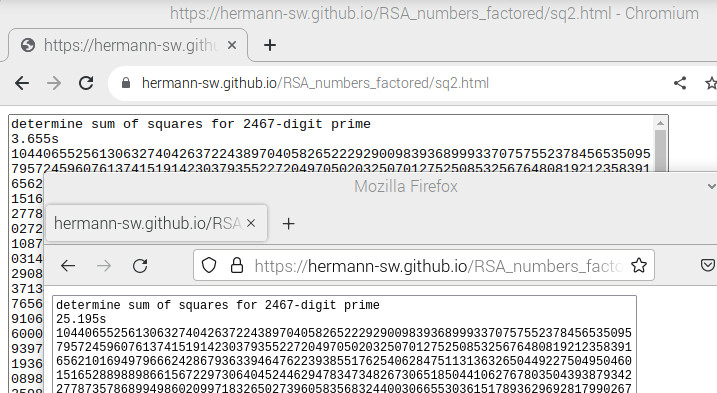 https://hermann-sw.github.io/RSA_numbers_factored/sq2.html - Chromium
https://hermann-sw.gith
hermann-sw.github.io/RSA_numbers_factored/sq2.html
determine sum of squares for 2467-digit prime
3.655s
10440655256130632740426372243897040582652229290098393689993370757552378456535095
79572459607613741519142303793552272049705020325070127525085325676480819212358391
6562
1516
2778
0272
1087
0314
2908
3713
7656
9106
6000
9397
1936
0898
Mozilla Firefox
hermann-sw.github.io/RSA
https://hermann-sw.github.io/RSA_numbers_facto
determine sum of squares for 2467-digit prime
25.195s
10440655256130632740426372243897040582652229290098393689993370757552378456535095
79572459607613741519142303793552272049705020325070127525085325676480819212358391
65621016949796662428679363394647622393855176254062847511313632650449227504950460
15165288988986615672297306404524462947834734826730651850441062767803504393879342
27787357868994986020997183265027396058356832440030665530361517893629692817990267